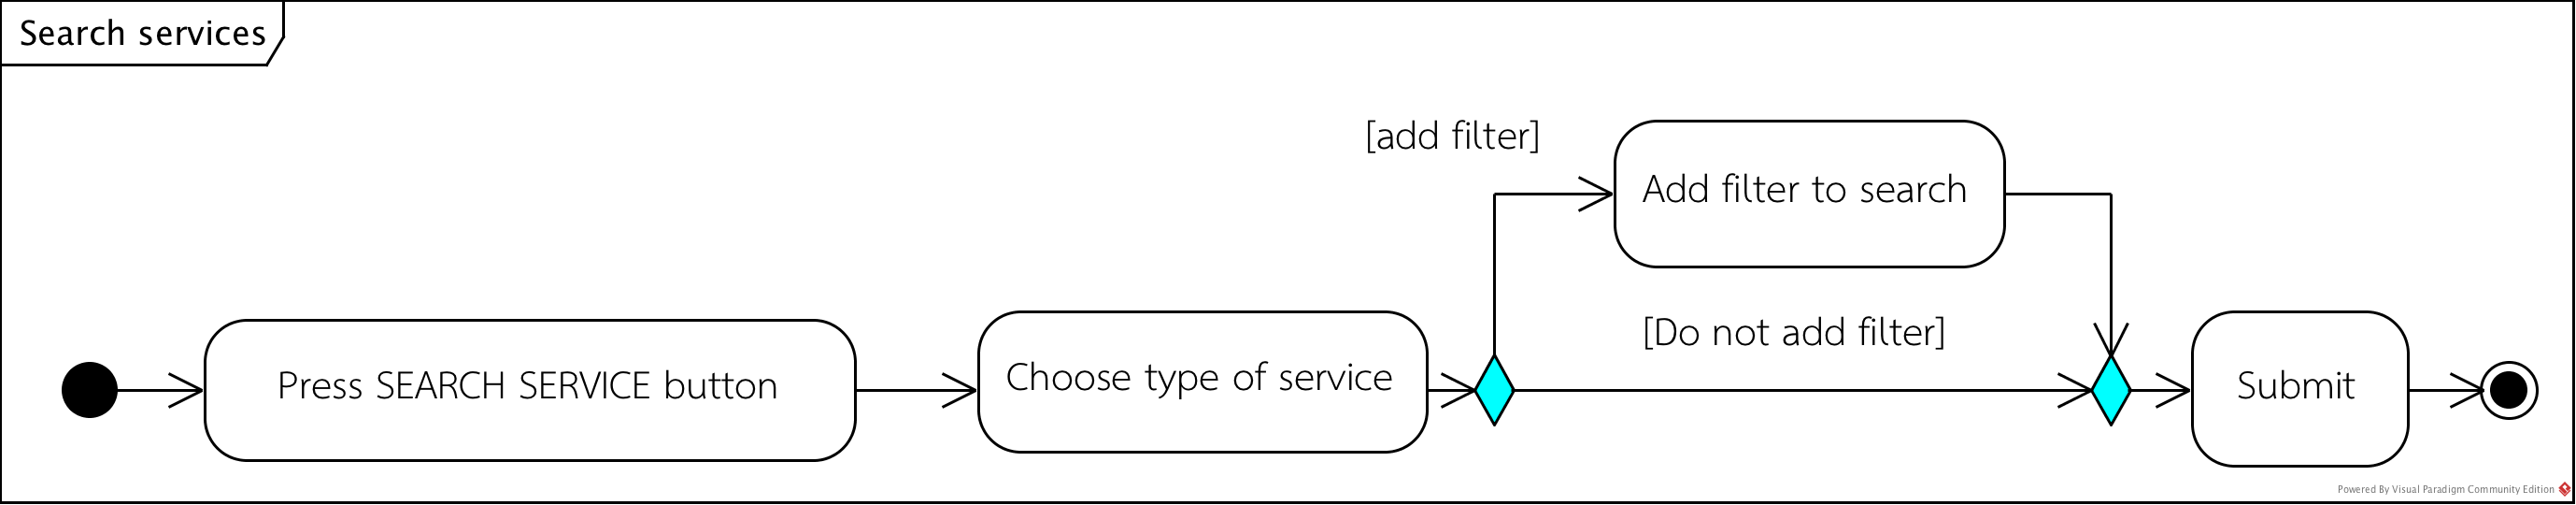 Search services
[add filter]
Add filter to search
[Do not add filter]
Press SEARCH SERVICE button
Choose type of service
Submit
Powered By Visual Paradigm Community Edition